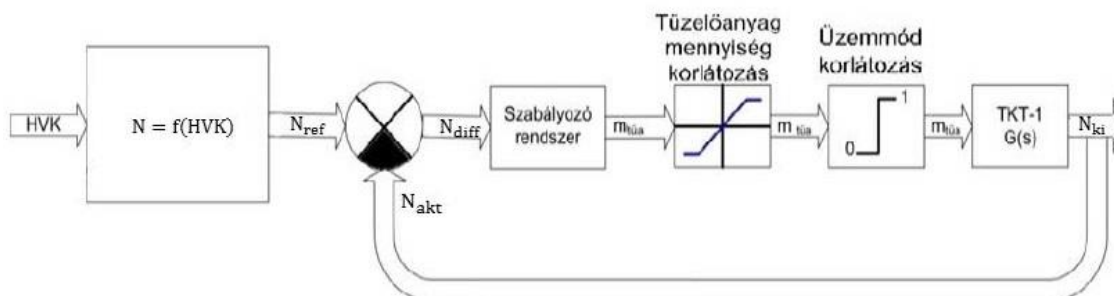 Tüzelőanyag
mennyiség
korlátozás
Üzemmód
korlátozás
HVK
N = f(HVK)
N_ref
N_diff
Szabályozó
rendszer
m_tüa
m_tüa
0
1
m_tüa
TKT-1
G(s)
N_ki
N_akt